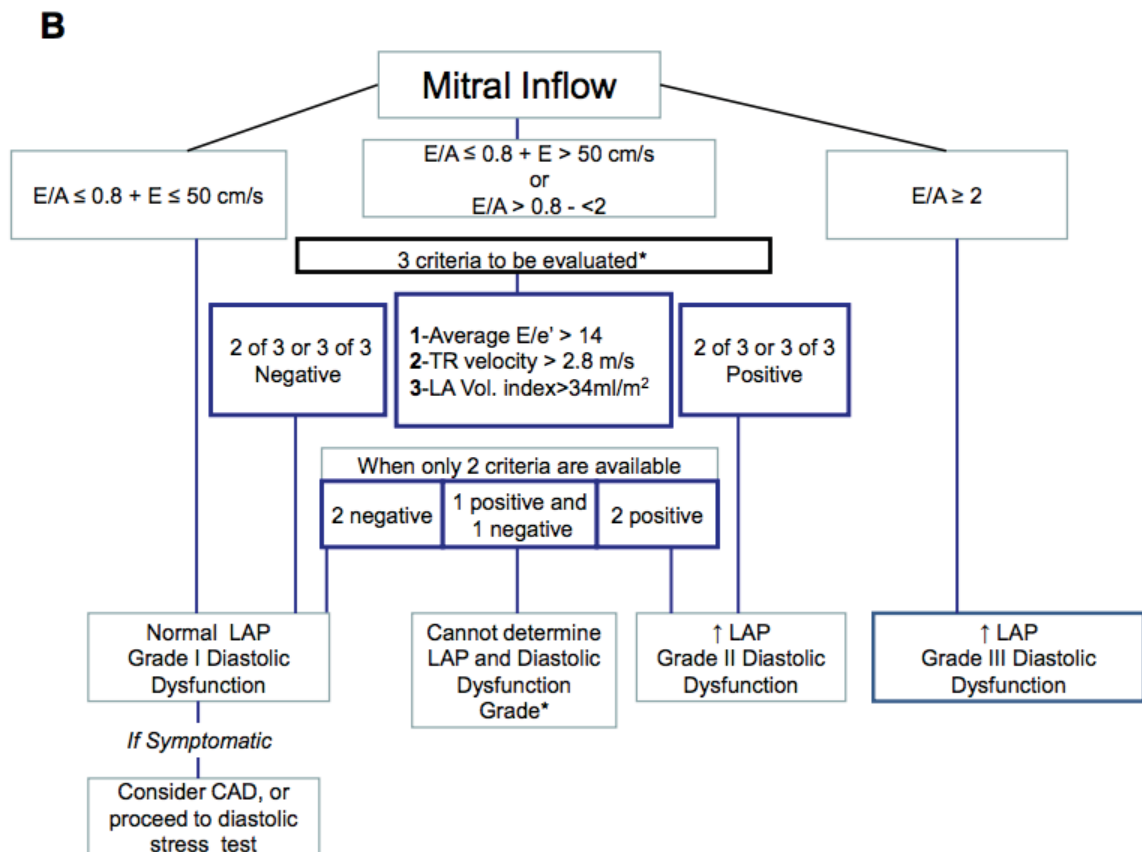 B
Mitral Inflow
E/A ≤ 0.8 + E ≤ 50 cm/s
E/A ≤ 0.8 + E > 50 cm/s
or
E/A > 0.8 - <2
E/A ≥ 2
3 criteria to be evaluated*
2 of 3 or 3 of 3
Negative
1-Average E/e' > 14
2-TR velocity > 2.8 m/s
3-LA Vol. index>34ml/m²
2 of 3 or 3 of 3
Positive
When only 2 criteria are available
2 negative
1 positive and
1 negative
2 positive
Normal LAP
Grade I Diastolic
Dysfunction
Cannot determine
LAP and Diastolic
Dysfunction
Grade*
↑ LAP
Grade II Diastolic
Dysfunction
↑ LAP
Grade III Diastolic
Dysfunction
If Symptomatic
Consider CAD, or
proceed to diastolic
stress test